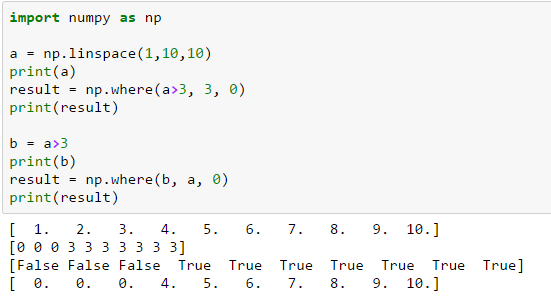 import numpy as np
a = np.linspace(1,10,10)
print(a)
result = np.where(a>3, 3, 0)
print(result)
b = a>3
print(b)
result = np.where(b, a, 0)
print(result)
[  1.   2.   3.   4.   5.   6.   7.   8.   9.  10.]
[0 0 0 3 3 3 3 3 3 3]
[False False False  True  True  True  True  True  True  True]
[  0.   0.   0.   4.   5.   6.   7.   8.   9.  10.]